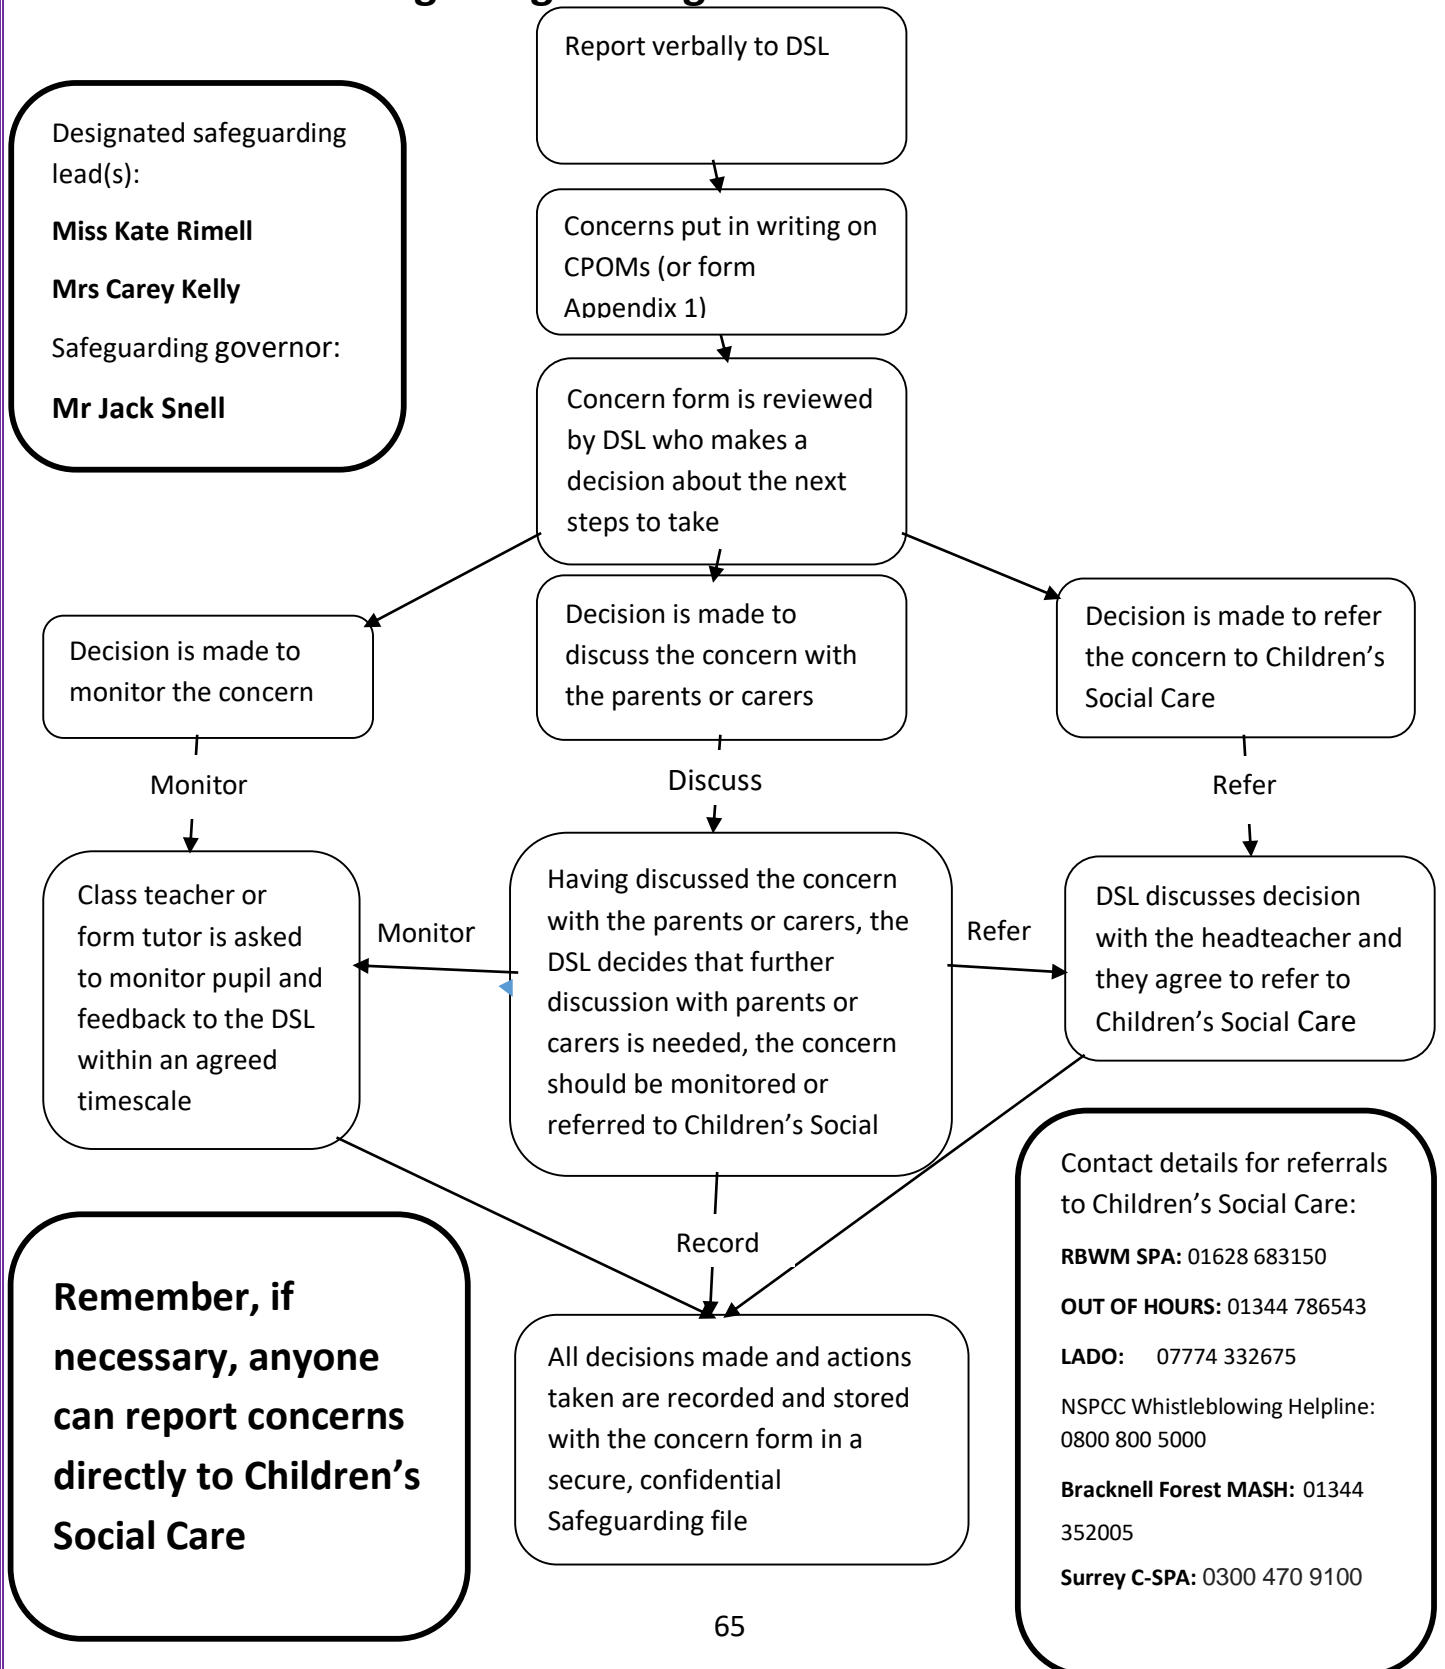 Report verbally to DSL
Designated safeguarding
lead(s):
Miss Kate Rimell
Mrs Carey Kelly
Safeguarding governor:
Mr Jack Snell
Concerns put in writing on
CPOMs (or form
Appendix 1)
Concern form is reviewed
by DSL who makes a
decision about the next
steps to take
Decision is made to
monitor the concern
Decision is made to
discuss the concern with
the parents or carers
Decision is made to refer
the concern to Children’s
Social Care
Monitor
Discuss
Refer
Class teacher or
form tutor is asked
to monitor pupil and
feedback to the DSL
within an agreed
timescale
Monitor
Having discussed the concern
with the parents or carers, the
DSL decides that further
discussion with parents or
carers is needed, the concern
should be monitored or
referred to Children’s Social
Refer
DSL discusses decision
with the headteacher and
they agree to refer to
Children’s Social Care
Record
Remember, if
necessary, anyone
can report concerns
directly to Children’s
Social Care
All decisions made and actions
taken are recorded and stored
with the concern form in a
secure, confidential
Safeguarding file
Contact details for referrals
to Children’s Social Care:
RBWM SPA: 01628 683150
OUT OF HOURS: 01344 786543
LADO: 07774 332675
NSPCC Whistleblowing Helpline:
0800 800 5000
Bracknell Forest MASH: 01344
352005
Surrey C-SPA: 0300 470 9100
65